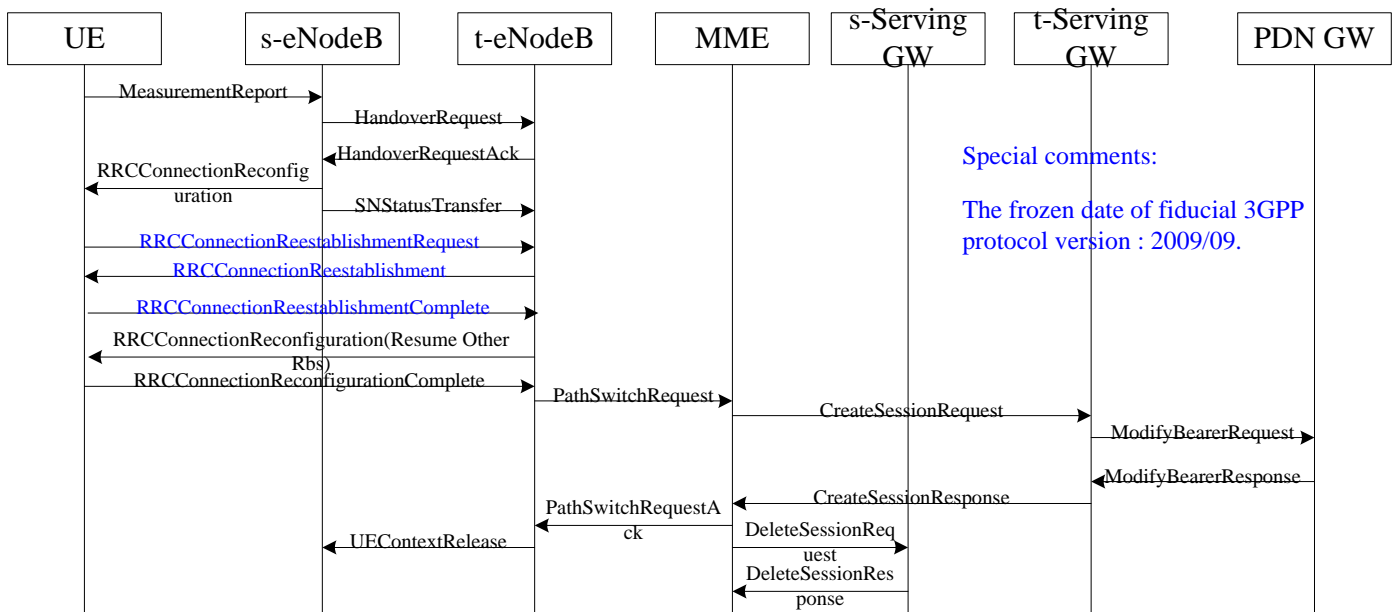 UE
s-eNodeB
t-eNodeB
MME
s-Serving
GW
t-Serving
GW
PDN GW
MeasurementReport
HandoverRequest
HandoverRequestAck
RRCConnectionReconfig
uration
SNStatusTransfer
Special comments:
The frozen date of fiducial 3GPP
protocol version : 2009/09.
RRCConnectionReestablishmentRequest
RRCConnectionReestablishment
RRCConnectionReestablishmentComplete
RRCConnectionReconfiguration(Resume Other
Rbs)
RRCConnectionReconfigurationComplete
PathSwitchRequest
CreateSessionRequest
ModifyBearerRequest
ModifyBearerResponse
CreateSessionResponse
PathSwitchRequestA
ck
UEContextRelease
DeleteSessionReq
uest
DeleteSessionRes
ponse